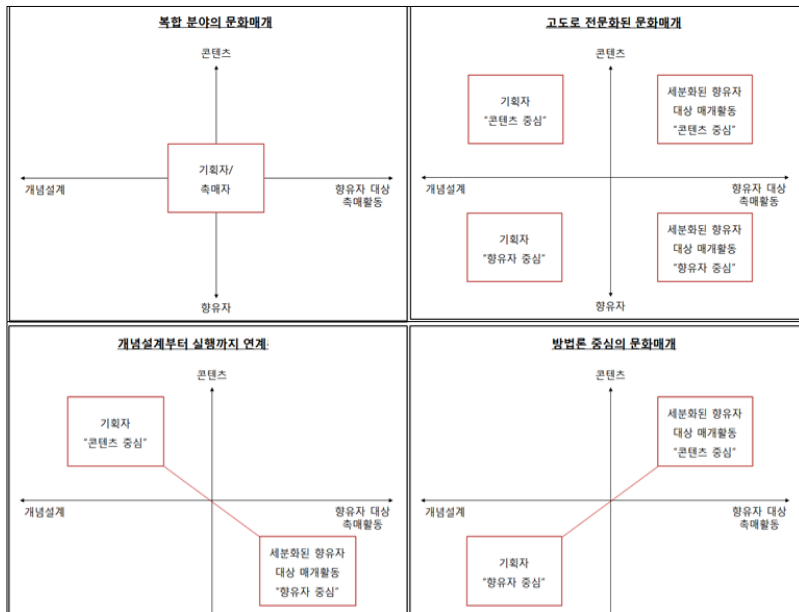 복합 분야의 문화매개
콘텐츠
기획자/
촉매자
개념설계
향유자 대상
촉매활동
향유자
고도로 전문화된 문화매개
콘텐츠
기획자
"콘텐츠 중심"
세분화된 향유자
대상 매개활동
"콘텐츠 중심"
개념설계
향유자 대상
촉매활동
기획자
"향유자 중심"
세분화된 향유자
대상 매개활동
"향유자 중심"
향유자
개념설계부터 실행까지 연계
콘텐츠
기획자
"콘텐츠 중심"
개념설계
향유자 대상
촉매활동
세분화된 향유자
대상 매개활동
"향유자 중심"
방법론 중심의 문화매개
콘텐츠
세분화된 향유자
대상 매개활동
"콘텐츠 중심"
개념설계
향유자 대상
촉매활동
기획자
"향유자 중심"